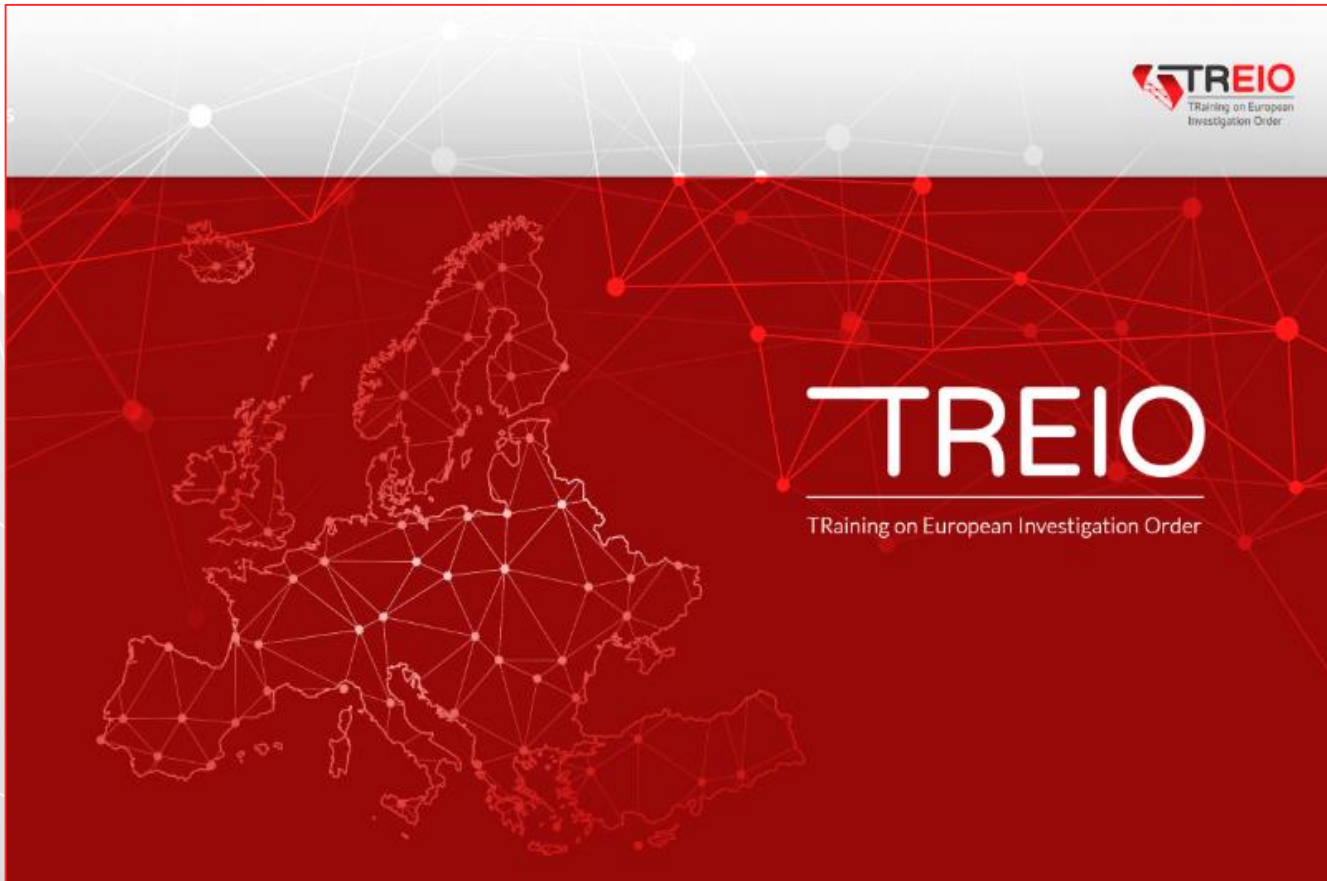 TREIO
TRaining on European
Investigation Order
TREIO
TRaining on European Investigation Order